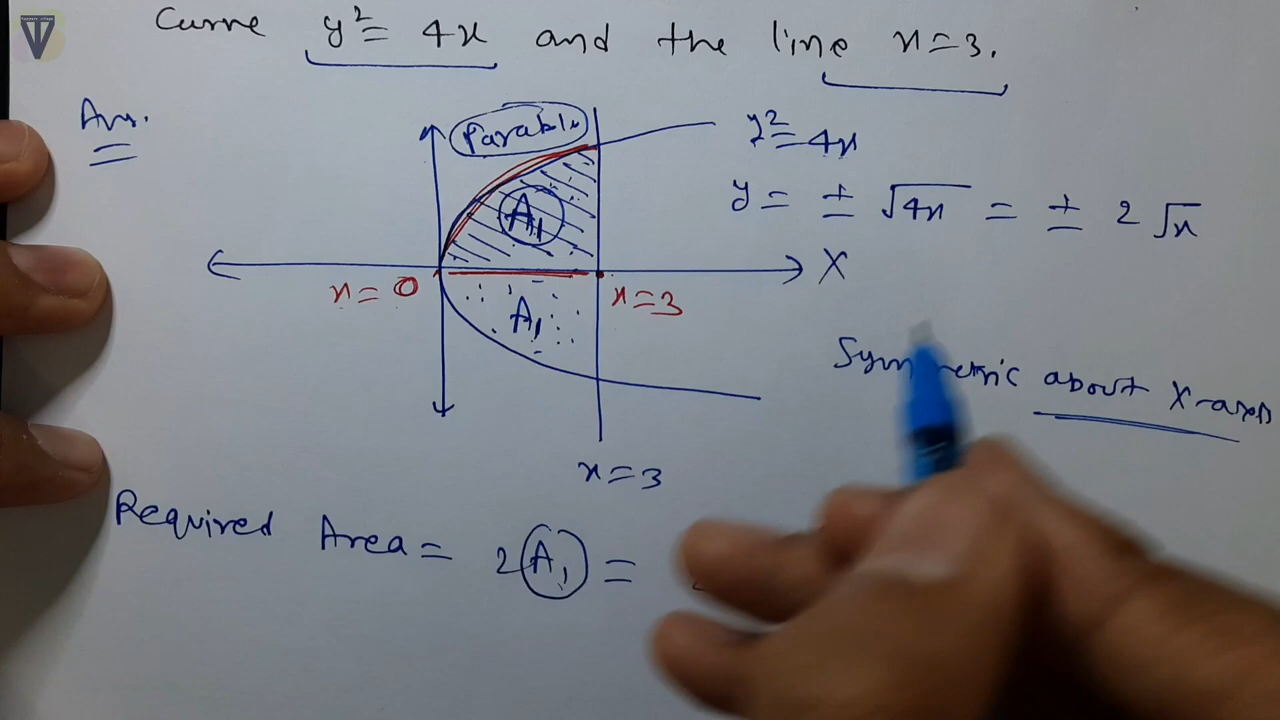 Curve y² = 4x and the line x = 3.
Ans.
Parabla
y² = 4x
y = ± √4x = ± 2 √x
A₁
X
x = 0
x = 3
A₁
Symmetric about X-axis
x = 3
Required Area = 2 A₁ =